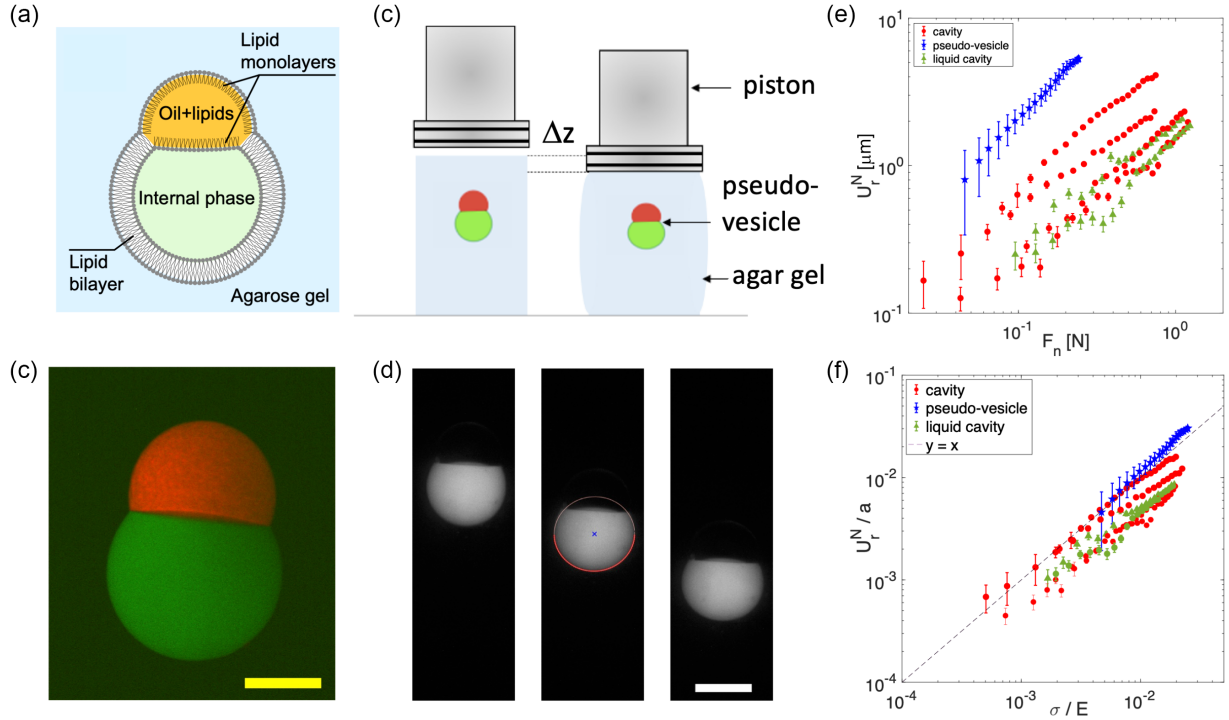 (a)
Lipid
monolayers
Oil+lipids
Internal phase
Lipid
bilayer
Agarose gel
(c)
piston
Δz
pseudo-
vesicle
agar gel
(e)
cavity
pseudo-vesicle
liquid cavity
10¹
10⁰
10⁻¹
U_r^N [μm]
10⁻¹
10⁰
F_n [N]
(c)
(d)
(f)
cavity
pseudo-vesicle
liquid cavity
y = x
10⁻¹
10⁻²
10⁻³
10⁻⁴
U_r^N / a
10⁻⁴
10⁻³
10⁻²
σ / E